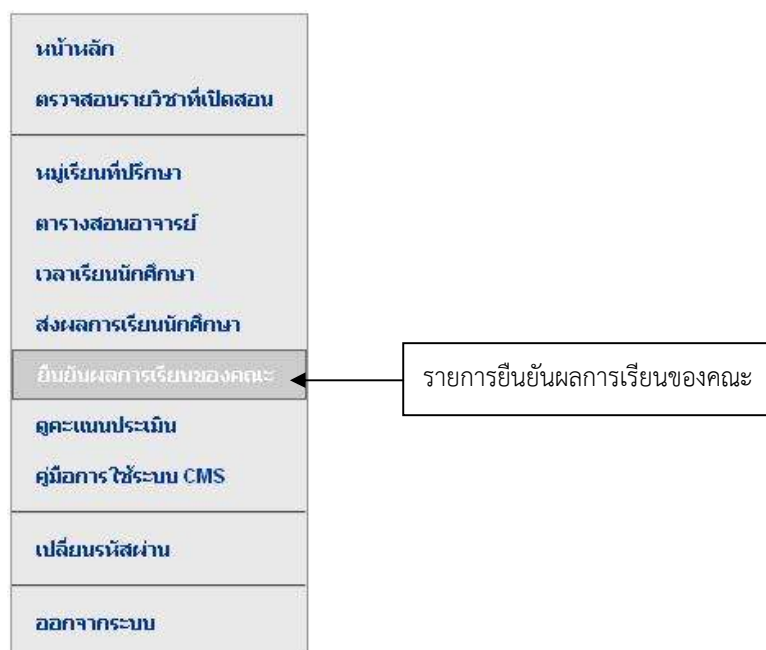 หน้าหลัก
ตรวจสอบรายวิชาที่เปิดสอน
หมู่เรียนที่ปรึกษา
ตารางสอนอาจารย์
เวลาเรียนนักศึกษา
ส่งผลการเรียนนักศึกษา
ยืนยันผลการเรียนของคณะ
รายการยืนยันผลการเรียนของคณะ
ดูคะแนนประเมิน
คู่มือการใช้ระบบ CMS
เปลี่ยนรหัสผ่าน
ออกจากระบบ